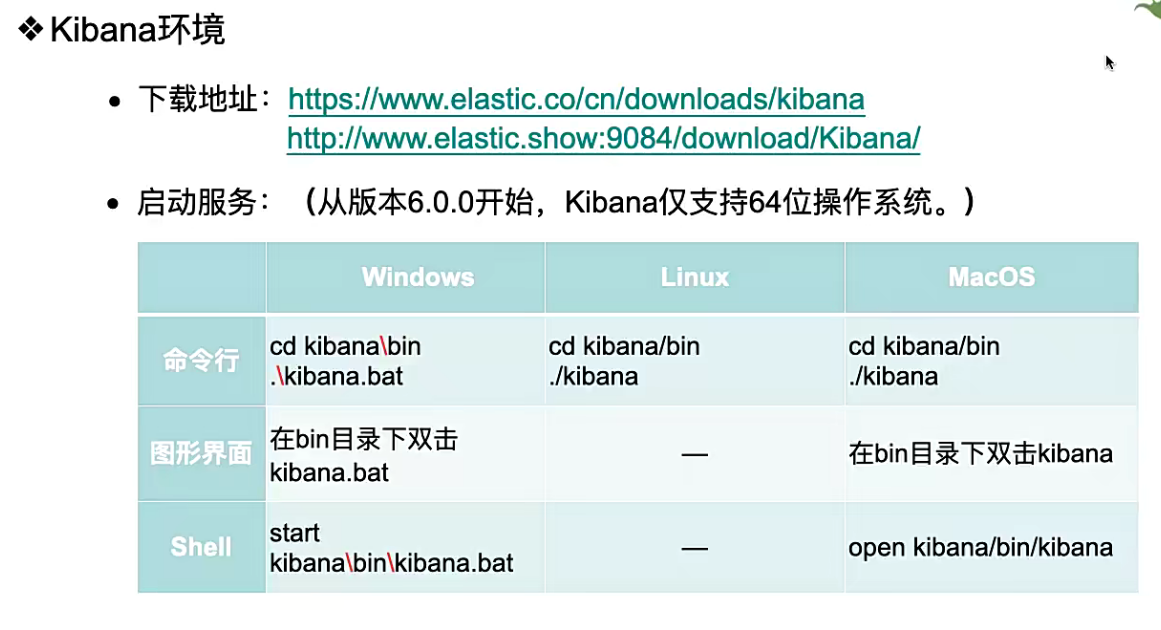 ❖Kibana环境
• 下载地址：https://www.elastic.co/cn/downloads/kibana
http://www.elastic.show:9084/download/Kibana/
• 启动服务：（从版本6.0.0开始，Kibana仅支持64位操作系统。）
Windows Linux MacOS
命令行
cd kibana\bin
.\kibana.bat
cd kibana/bin
./kibana
cd kibana/bin
./kibana
图形界面
在bin目录下双击
kibana.bat
—
在bin目录下双击kibana
Shell
start
kibana\bin\kibana.bat
—
open kibana/bin/kibana